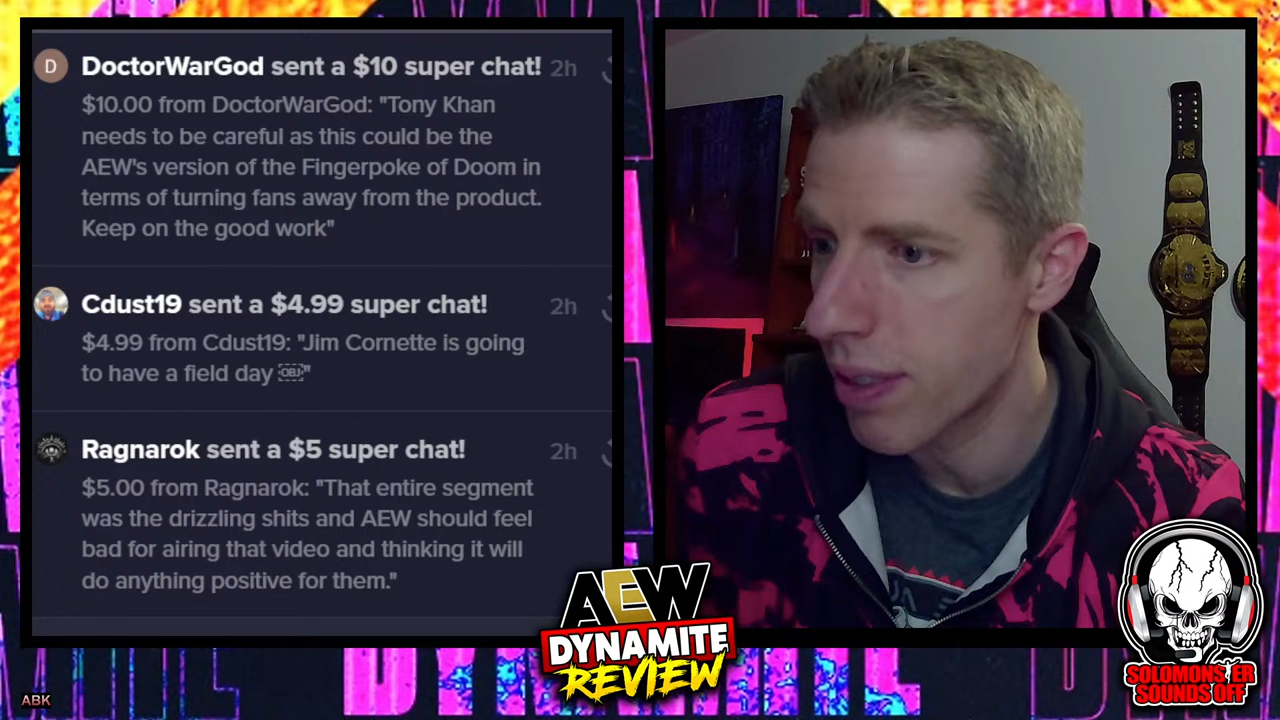 D
DoctorWarGod sent a $10 super chat! 2h
$10.00 from DoctorWarGod: "Tony Khan
needs to be careful as this could be the
AEW's version of the Fingerpoke of Doom in
terms of turning fans away from the product.
Keep on the good work"
Cdust19 sent a $4.99 super chat! 2h
$4.99 from Cdust19: "Jim Cornette is going
to have a field day OBJ"
Ragnarok sent a $5 super chat! 2h
$5.00 from Ragnarok: "That entire segment
was the drizzling shits and AEW should feel
bad for airing that video and thinking it will
do anything positive for them."
AEW
DYNAMITE
REVIEW
SOLOMONSTER
SOUNDS OFF
ABK